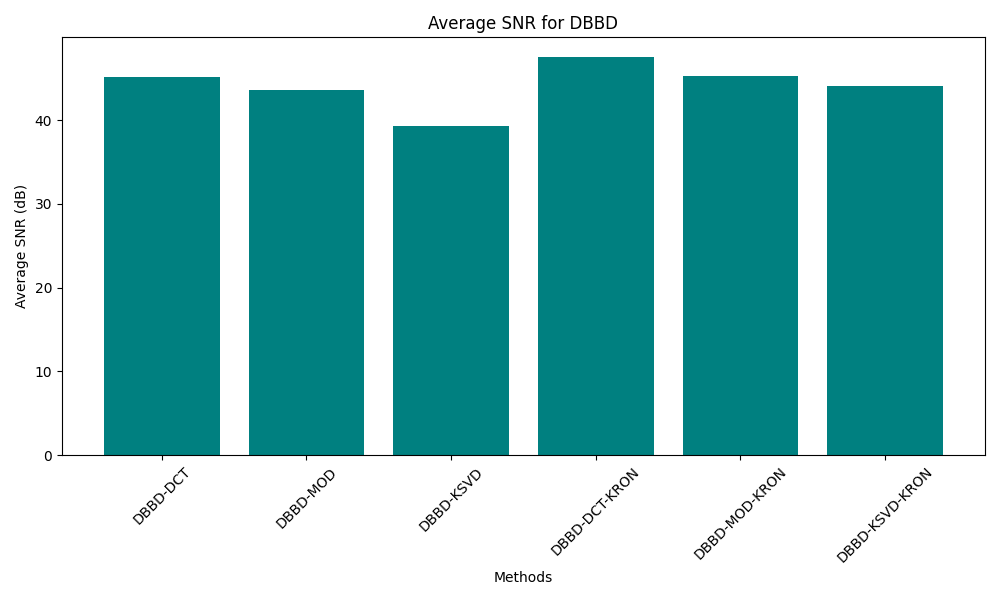 Average SNR for DBBD
Average SNR (dB)
40
30
20
10
0
DBBD-DCT
DBBD-MOD
DBBD-KSVD
DBBD-DCT-KRON
DBBD-MOD-KRON
DBBD-KSVD-KRON
Methods